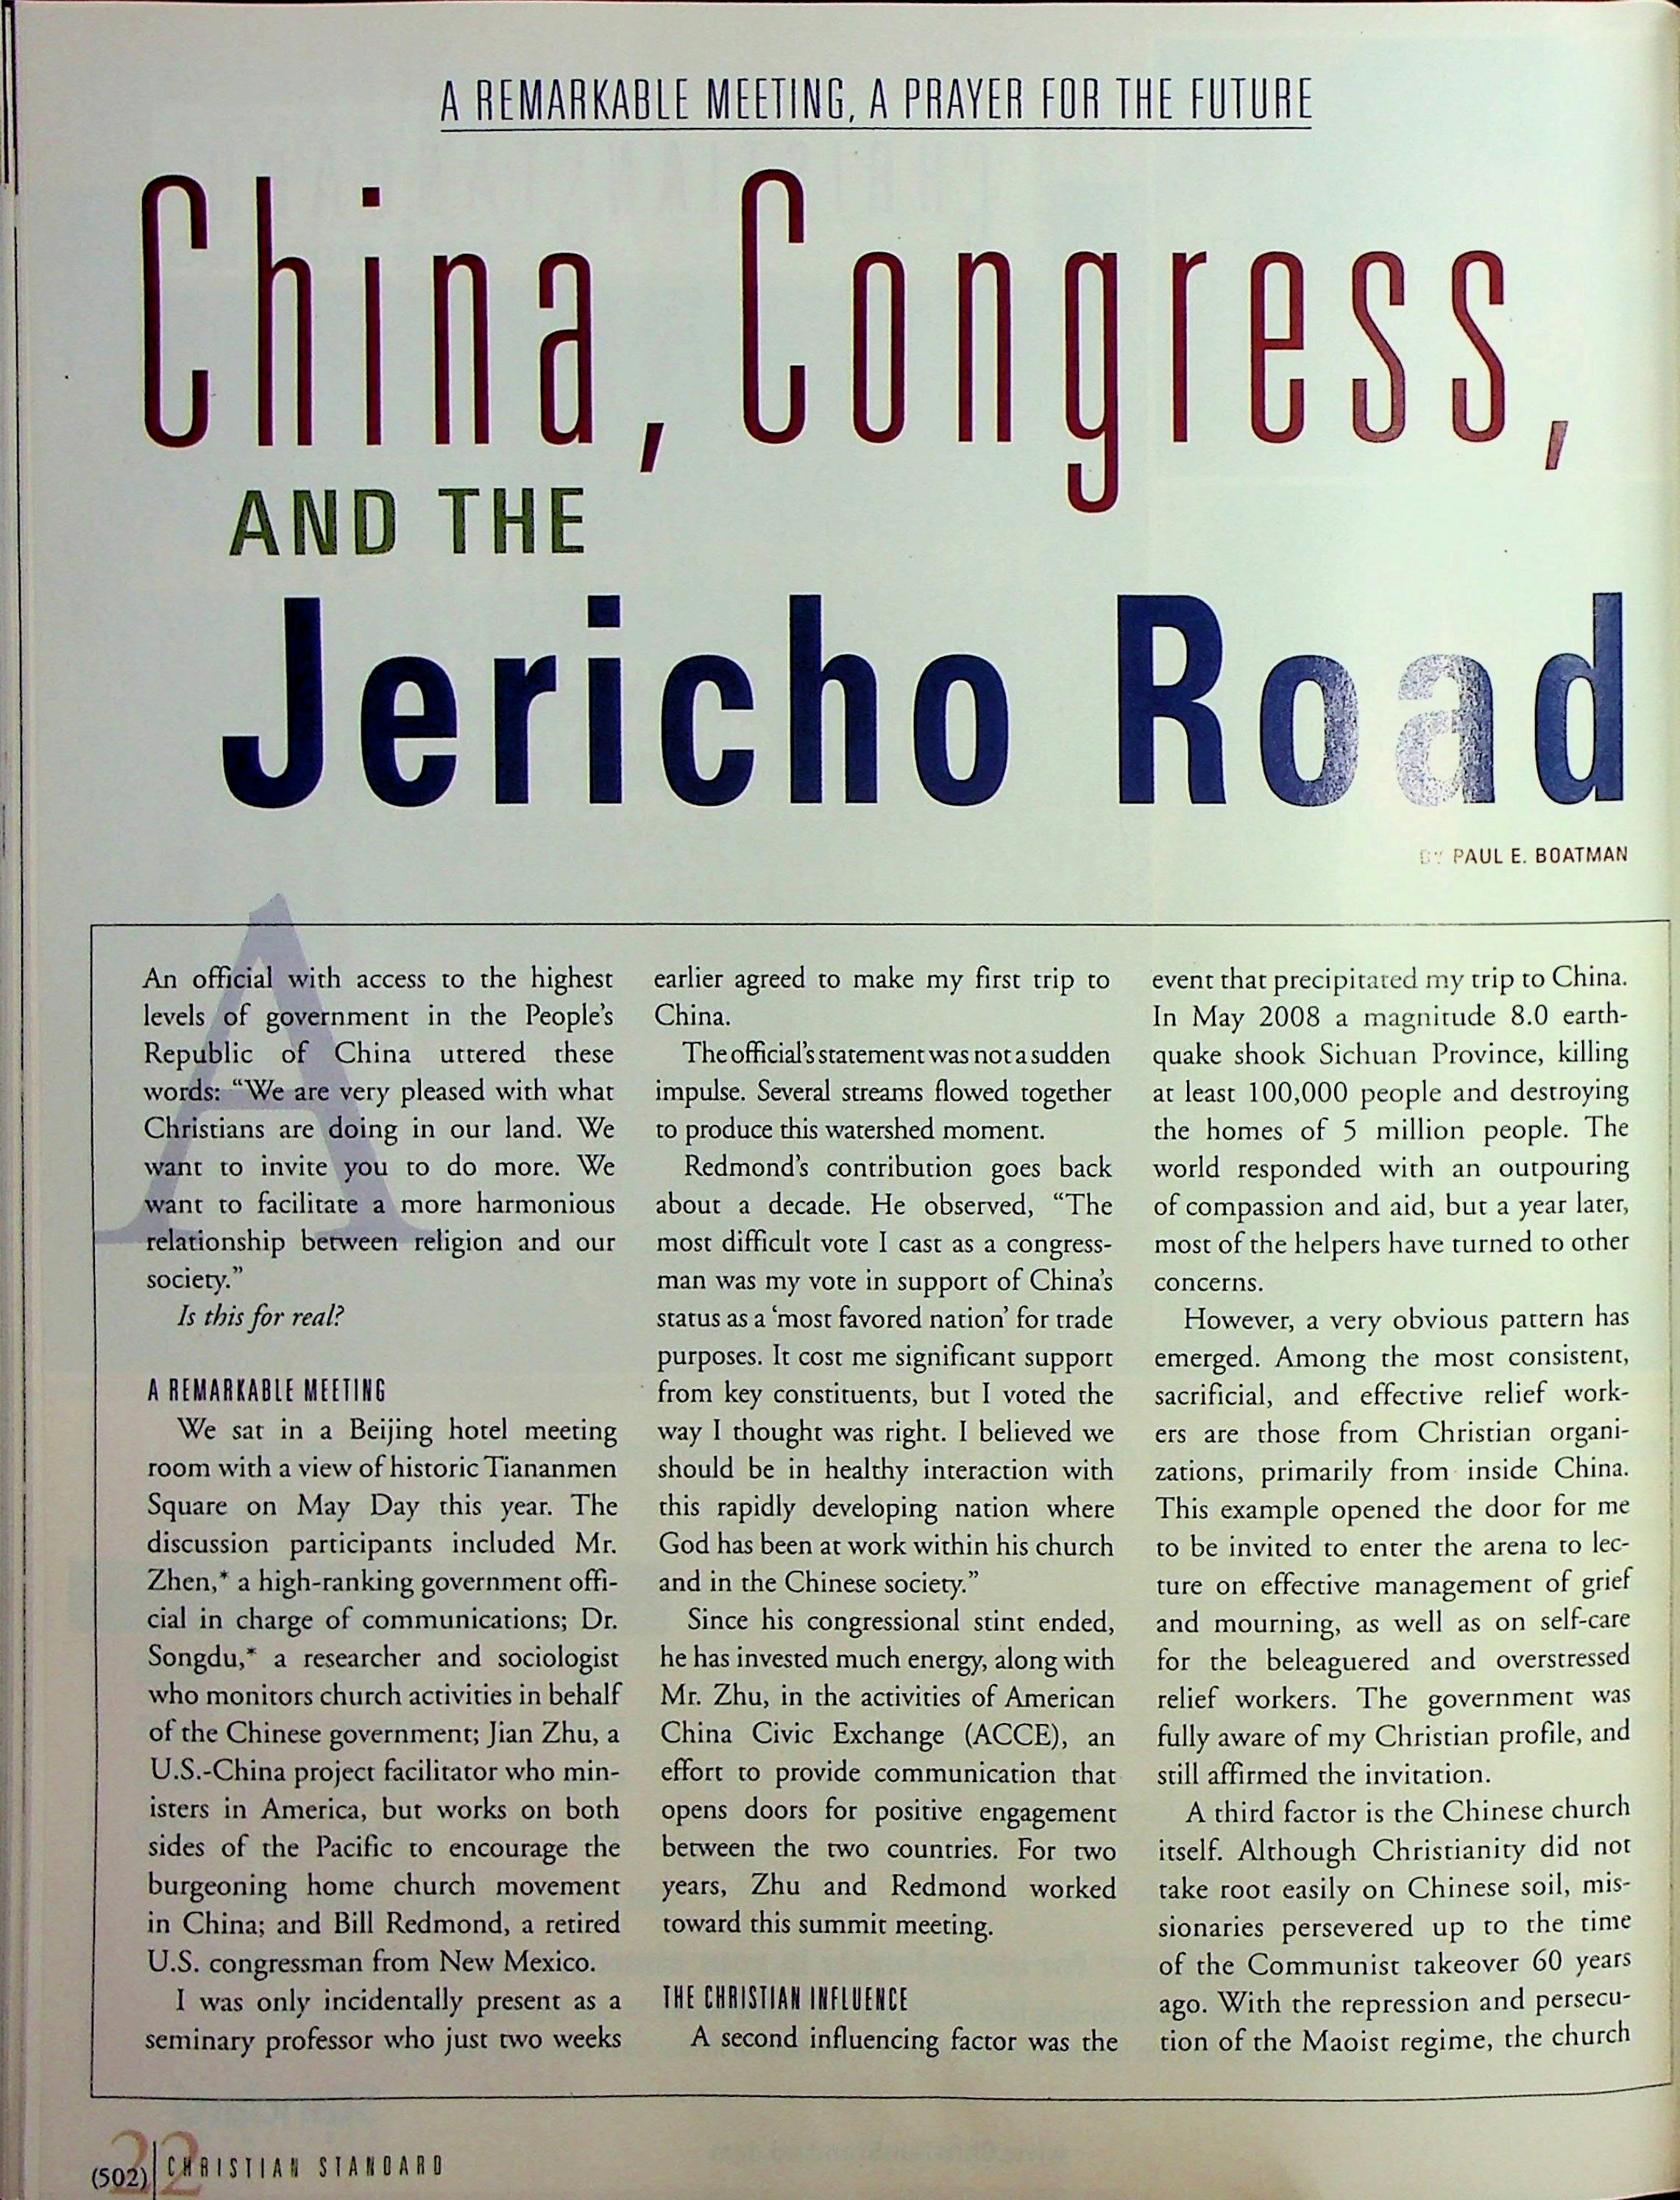 A REMARKABLE MEETING, A PRAYER FOR THE FUTURE
China, Congress,
AND THE
Jericho Road
BY PAUL E. BOATMAN
An official with access to the highest
levels of government in the People's
Republic of China uttered these
words: “We are very pleased with what
Christians are doing in our land. We
want to invite you to do more. We
want to facilitate a more harmonious
relationship between religion and our
society.”
Is this for real?
A REMARKABLE MEETING
We sat in a Beijing hotel meeting
room with a view of historic Tiananmen
Square on May Day this year. The
discussion participants included Mr.
Zhen,* a high-ranking government offi-
cial in charge of communications; Dr.
Songdu,* a researcher and sociologist
who monitors church activities in behalf
of the Chinese government; Jian Zhu, a
U.S.-China project facilitator who min-
isters in America, but works on both
sides of the Pacific to encourage the
burgeoning home church movement
in China; and Bill Redmond, a retired
U.S. congressman from New Mexico.
I was only incidentally present as a
seminary professor who just two weeks
earlier agreed to make my first trip to
China.
The official's statement was not a sudden
impulse. Several streams flowed together
to produce this watershed moment.
Redmond's contribution goes back
about a decade. He observed, “The
most difficult vote I cast as a congress-
man was my vote in support of China's
status as a ‘most favored nation’ for trade
purposes. It cost me significant support
from key constituents, but I voted the
way I thought was right. I believed we
should be in healthy interaction with
this rapidly developing nation where
God has been at work within his church
and in the Chinese society.”
Since his congressional stint ended,
he has invested much energy, along with
Mr. Zhu, in the activities of American
China Civic Exchange (ACCE), an
effort to provide communication that
opens doors for positive engagement
between the two countries. For two
years, Zhu and Redmond worked
toward this summit meeting.
THE CHRISTIAN INFLUENCE
A second influencing factor was the
event that precipitated my trip to China.
In May 2008 a magnitude 8.0 earth-
quake shook Sichuan Province, killing
at least 100,000 people and destroying
the homes of 5 million people. The
world responded with an outpouring
of compassion and aid, but a year later,
most of the helpers have turned to other
concerns.
However, a very obvious pattern has
emerged. Among the most consistent,
sacrificial, and effective relief work-
ers are those from Christian organi-
zations, primarily from inside China.
This example opened the door for me
to be invited to enter the arena to lec-
ture on effective management of grief
and mourning, as well as on self-care
for the beleaguered and overstressed
relief workers. The government was
fully aware of my Christian profile, and
still affirmed the invitation.
A third factor is the Chinese church
itself. Although Christianity did not
take root easily on Chinese soil, mis-
sionaries persevered up to the time
of the Communist takeover 60 years
ago. With the repression and persecu-
tion of the Maoist regime, the church
22
(502) CHRISTIAN STANDARD